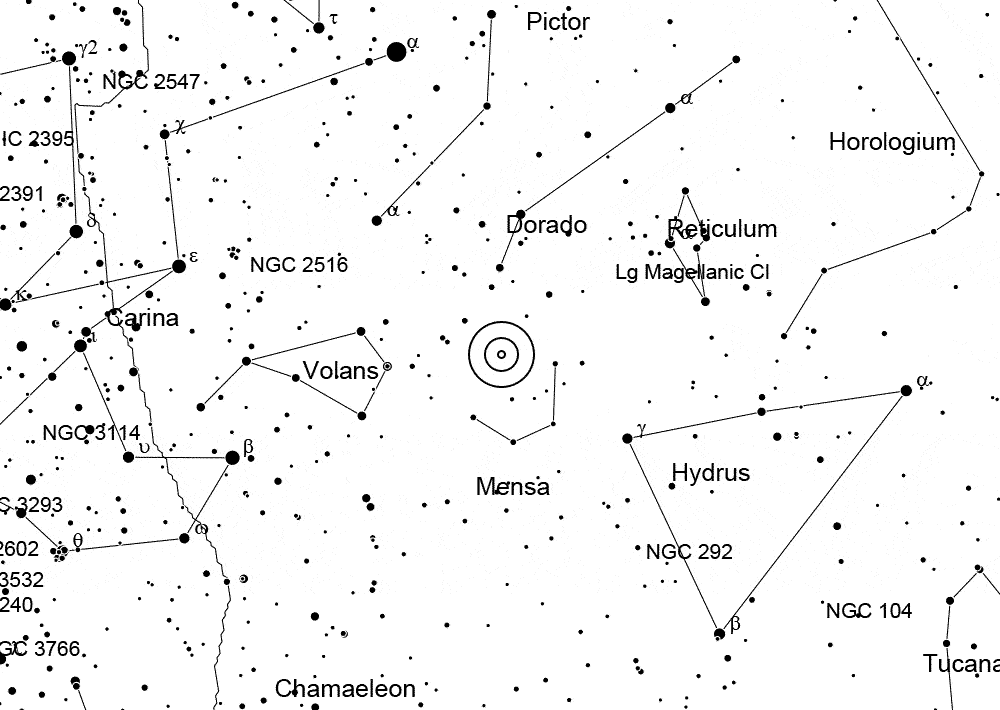 τ
Pictor
α
γ2
NGC 2547
α
χ
IC 2395
Horologium
2391
α
δ
Dorado
Reticulum
α
ε
NGC 2516
Lg Magellanic Cl
κ
Carina
ι
Volans
α
NGC 3114
υ
β
γ
Hydrus
Mensa
C 3293
ω
θ
2602
NGC 292
3532
240
NGC 104
β
GC 3766
Tucana
Chamaeleon